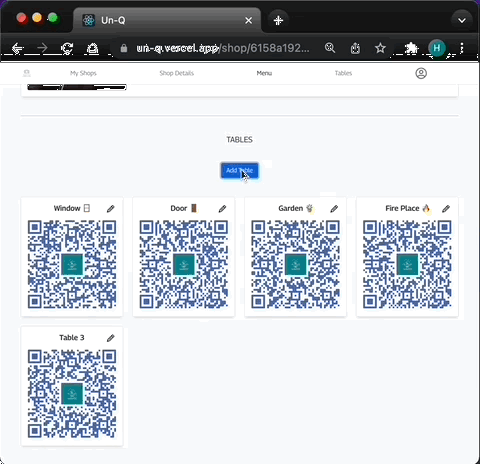 Un-Q
un-q.vercel.app/shop/6158a192...
H
My Shops Shop Details Menu Tables
TABLES
Add Table
Window 🪟 Door 🚪 Garden 🪴 Fire Place 🔥
Table 3